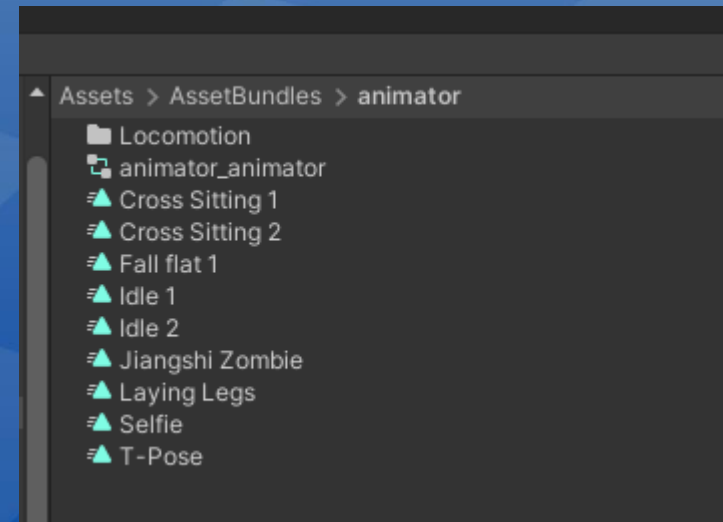 Assets > AssetBundles > animator
Locomotion
animator_animator
Cross Sitting 1
Cross Sitting 2
Fall flat 1
Idle 1
Idle 2
Jiangshi Zombie
Laying Legs
Selfie
T-Pose